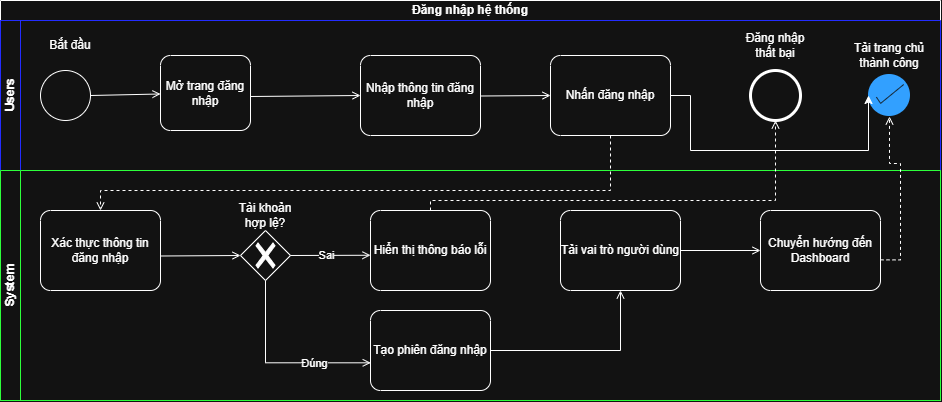 Đăng nhập hệ thống
Users
Bắt đầu
Mở trang đăng
nhập
Nhập thông tin đăng
nhập
Nhấn đăng nhập
Đăng nhập
thất bại
Tải trang chủ
thành công
System
Xác thực thông tin
đăng nhập
Tài khoản
hợp lệ?
Sai
Hiển thị thông báo lỗi
Tải vai trò người dùng
Chuyển hướng đến
Dashboard
Đúng
Tạo phiên đăng nhập